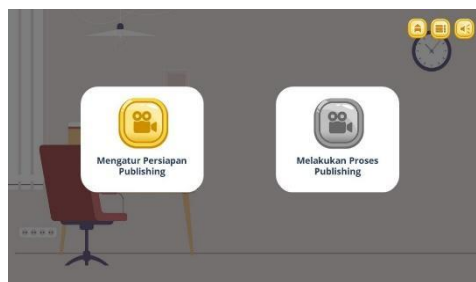 Mengatur Persiapan
Publishing
Melakukan Proses
Publishing